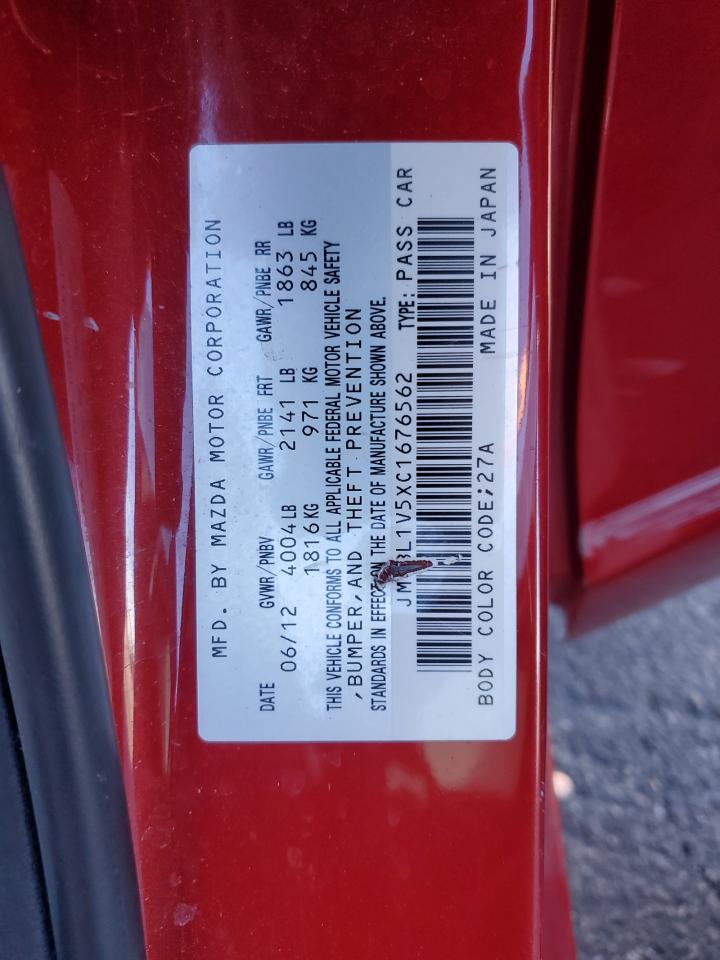 MFD. BY MAZDA MOTOR CORPORATION
DATE GVWR/PNBV GAWR/PNBE FRT GAWR/PNBE RR
06/12 4004LB 2141 LB 1863 LB
1816KG 971 KG 845 KG
THIS VEHICLE CONFORMS TO ALL APPLICABLE FEDERAL MOTOR VEHICLE SAFETY
,BUMPER,AND THEFT PREVENTION
STANDARDS IN EFFECT ON THE DATE OF MANUFACTURE SHOWN ABOVE.
TYPE: PASS CAR
BODY COLOR CODE;27A MADE IN JAPAN